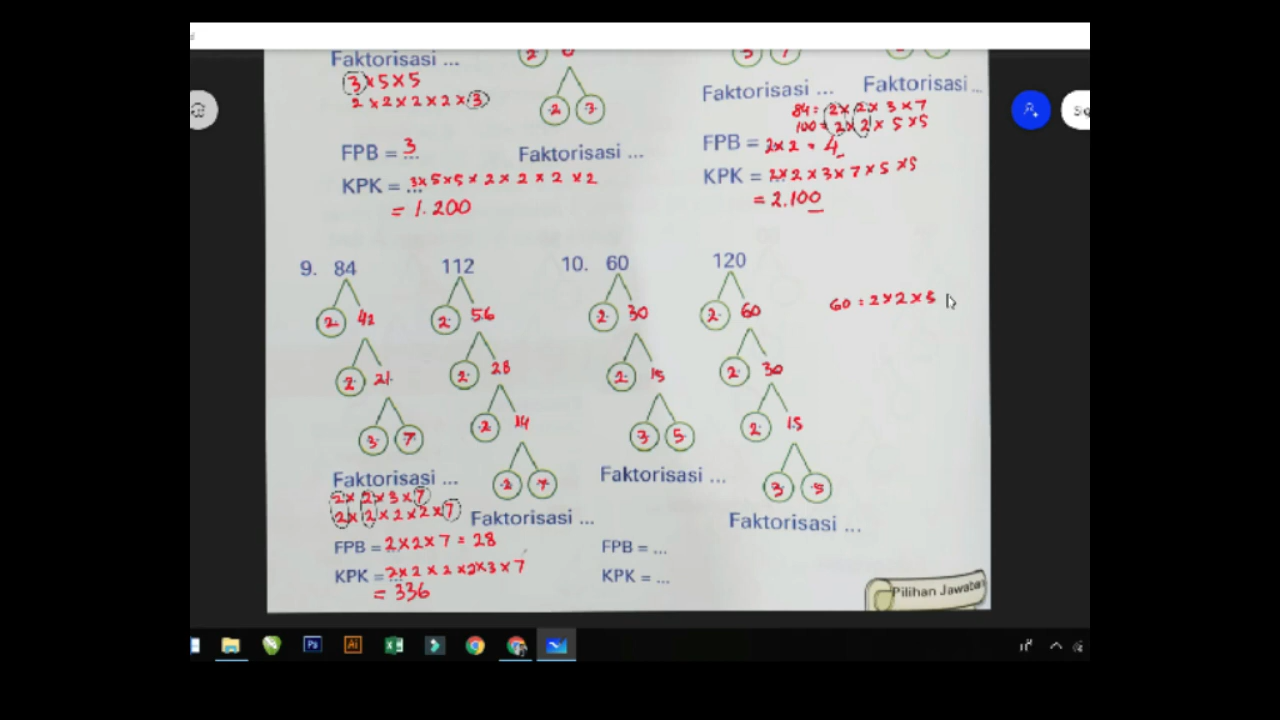 Faktorisasi ...
3 × 5 × 5
2 × 2 × 2 × 2 × 3
FPB = 3
KPK = 3 × 5 × 5 × 2 × 2 × 2 × 2
= 1.200
2 3
Faktorisasi ...
Faktorisasi ... Faktorisasi ...
84 = 2 × 2 × 3 × 7
100 = 2 × 2 × 5 × 5
FPB = 2 × 2 = 4
KPK = 2 × 2 × 3 × 7 × 5 × 5
= 2.100
9. 84
2 42
2 21
3 7
Faktorisasi ...
2 × 2 × 3 × 7
2 × 2 × 2 × 2 × 7
FPB = 2 × 2 × 7 = 28
KPK = 2 × 2 × 2 × 2 × 3 × 7
= 336
112
2 56
2 28
2 14
2 7
Faktorisasi ...
10. 60
2 30
2 15
3 5
Faktorisasi ...
FPB = ...
KPK = ...
120
2 60
2 30
2 15
3 5
Faktorisasi ...
60 = 2 × 2 × 5
Pilihan Jawaban
Ps Ai